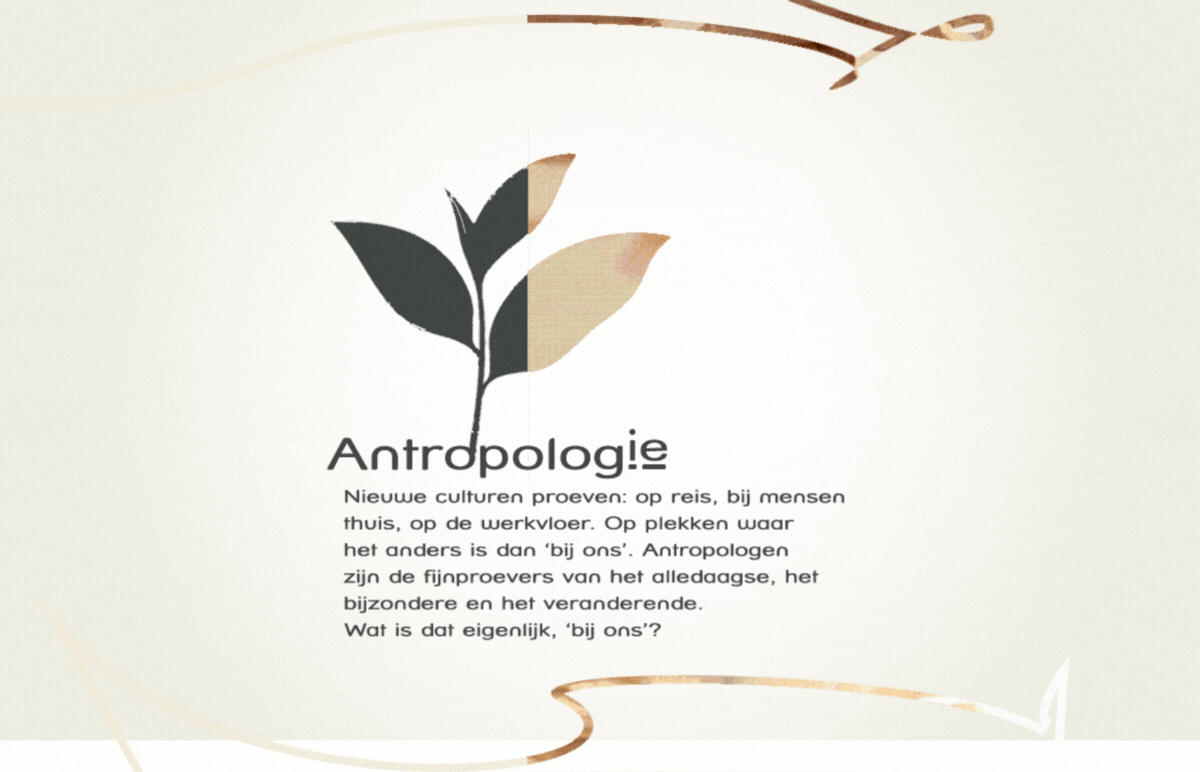 Antropologie
Nieuwe culturen proeven: op reis, bij mensen
thuis, op de werkvloer. Op plekken waar
het anders is dan ‘bij ons’. Antropologen
zijn de fijnproevers van het alledaagse, het
bijzondere en het veranderende.
Wat is dat eigenlijk, ‘bij ons’?